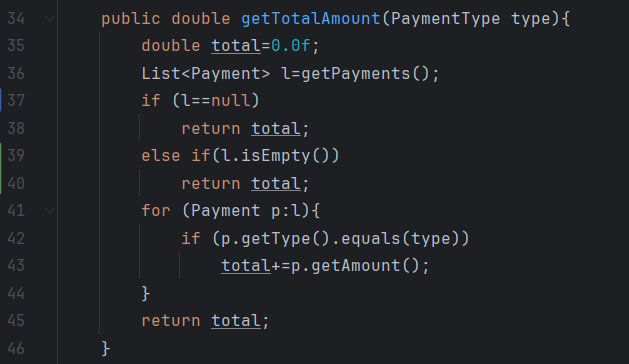 34 public double getTotalAmount(PaymentType type){
35 double total=0.0f;
36 List<Payment> l=getPayments();
37 if (l==null)
38 return total;
39 else if(l.isEmpty())
40 return total;
41 for (Payment p:l){
42 if (p.getType().equals(type))
43 total+=p.getAmount();
44 }
45 return total;
46 }